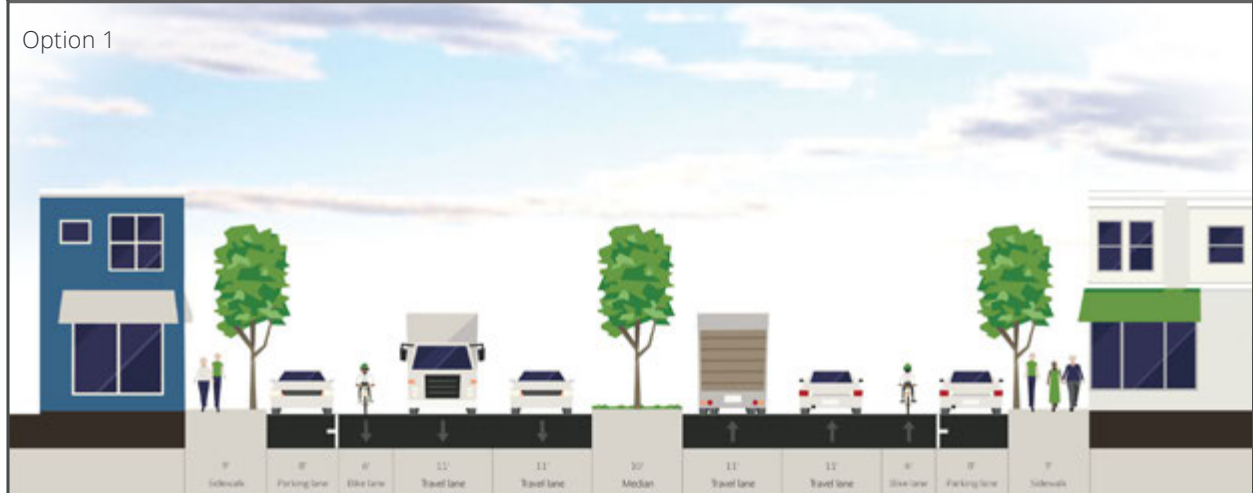 Option 1
9' 8' 6' 11' 11' 10' 11' 11' 6' 8' 9'
Sidewalk Parking lane Bike lane Travel lane Travel lane Median Travel lane Travel lane Bike lane Parking lane Sidewalk